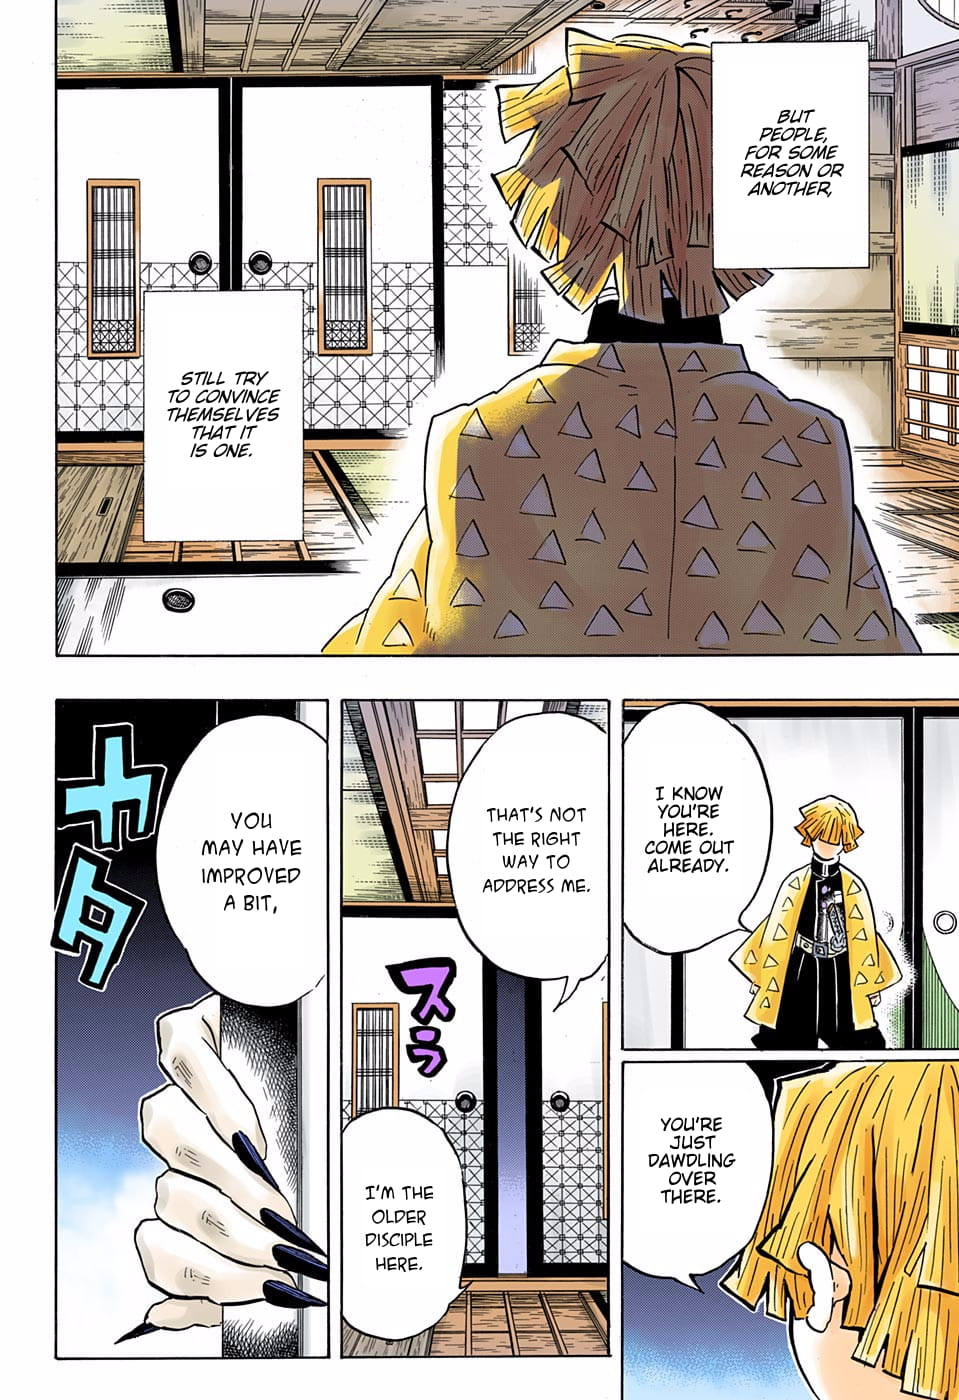 BUT
PEOPLE,
FOR SOME
REASON OR
ANOTHER,
STILL TRY
TO CONVINCE
THEMSELVES
THAT IT
IS ONE.
I KNOW
YOU'RE
HERE.
COME OUT
ALREADY.
YOU'RE
JUST
DAWDLING
OVER
THERE.
THAT'S NOT
THE RIGHT
WAY TO
ADDRESS ME.
スゥ
I'M THE
OLDER
DISCIPLE
HERE.
YOU
MAY HAVE
IMPROVED
A BIT,
カタ